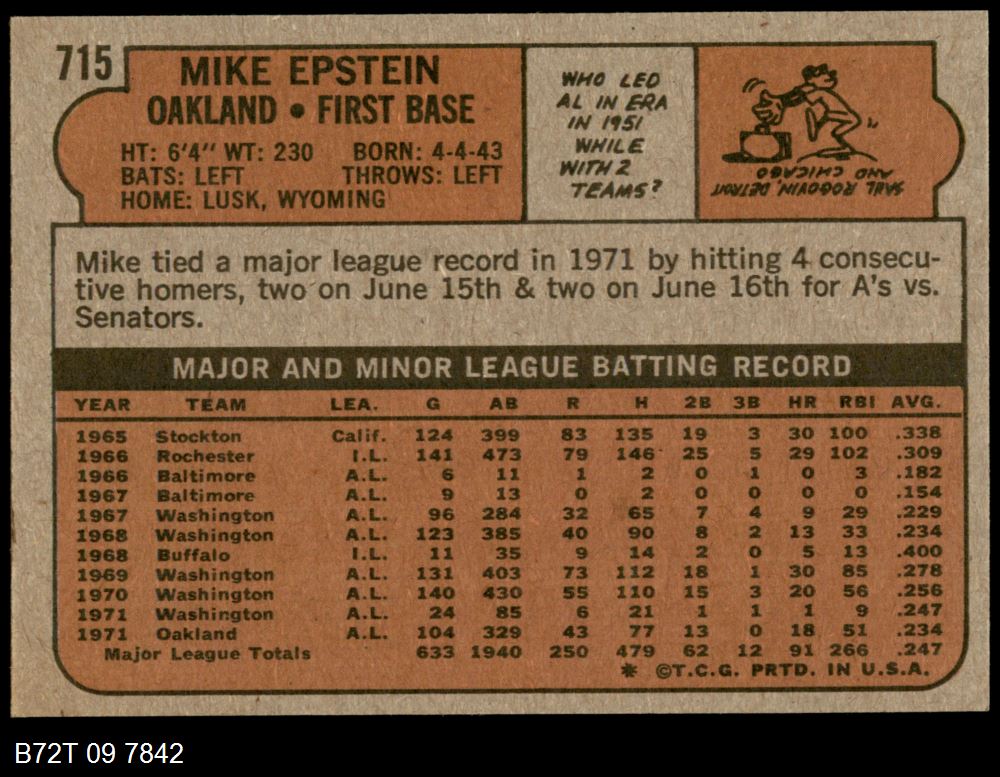 715
MIKE EPSTEIN
OAKLAND • FIRST BASE
HT: 6'4" WT: 230 BORN: 4-4-43
BATS: LEFT THROWS: LEFT
HOME: LUSK, WYOMING
WHO LED
AL IN ERA
IN 1951
WHILE
WITH 2
TEAMS?
SAUL ROGOVIN, DETROIT
AND CHICAGO
Mike tied a major league record in 1971 by hitting 4 consecu-
tive homers, two on June 15th & two on June 16th for A's vs.
Senators.
MAJOR AND MINOR LEAGUE BATTING RECORD
YEAR TEAM LEA. G AB R H 2B 3B HR RBI AVG.
1965 Stockton Calif. 124 399 83 135 19 3 30 100 .338
1966 Rochester I.L. 141 473 79 146 25 5 29 102 .309
1966 Baltimore A.L. 6 11 1 2 0 1 0 3 .182
1967 Baltimore A.L. 9 13 0 2 0 0 0 0 .154
1967 Washington A.L. 96 284 32 65 7 4 9 29 .229
1968 Washington A.L. 123 385 40 90 8 2 13 33 .234
1968 Buffalo I.L. 11 35 9 14 2 0 5 13 .400
1969 Washington A.L. 131 403 73 112 18 1 30 85 .278
1970 Washington A.L. 140 430 55 110 15 3 20 56 .256
1971 Washington A.L. 24 85 6 21 1 1 1 9 .247
1971 Oakland A.L. 104 329 43 77 13 0 18 51 .234
Major League Totals 633 1940 250 479 62 12 91 266 .247
* ©T.C.G. PRTD. IN U.S.A.
B72T 09 7842